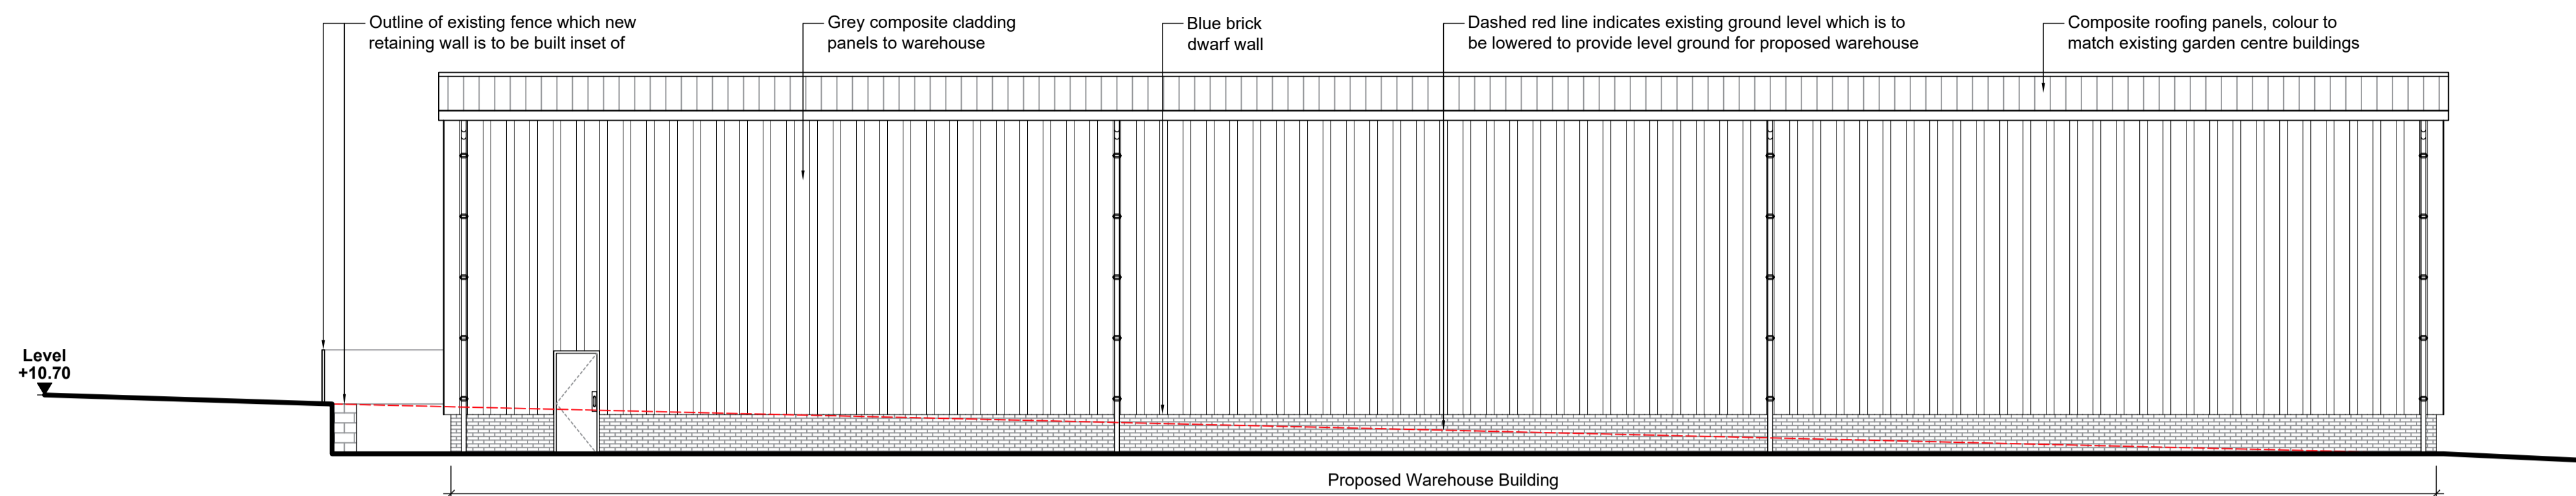 Outline of existing fence which new
retaining wall is to be built inset of
Grey composite cladding
panels to warehouse
Blue brick
dwarf wall
Dashed red line indicates existing ground level which is to
be lowered to provide level ground for proposed warehouse
Composite roofing panels, colour to
match existing garden centre buildings
Level
+10.70
Proposed Warehouse Building